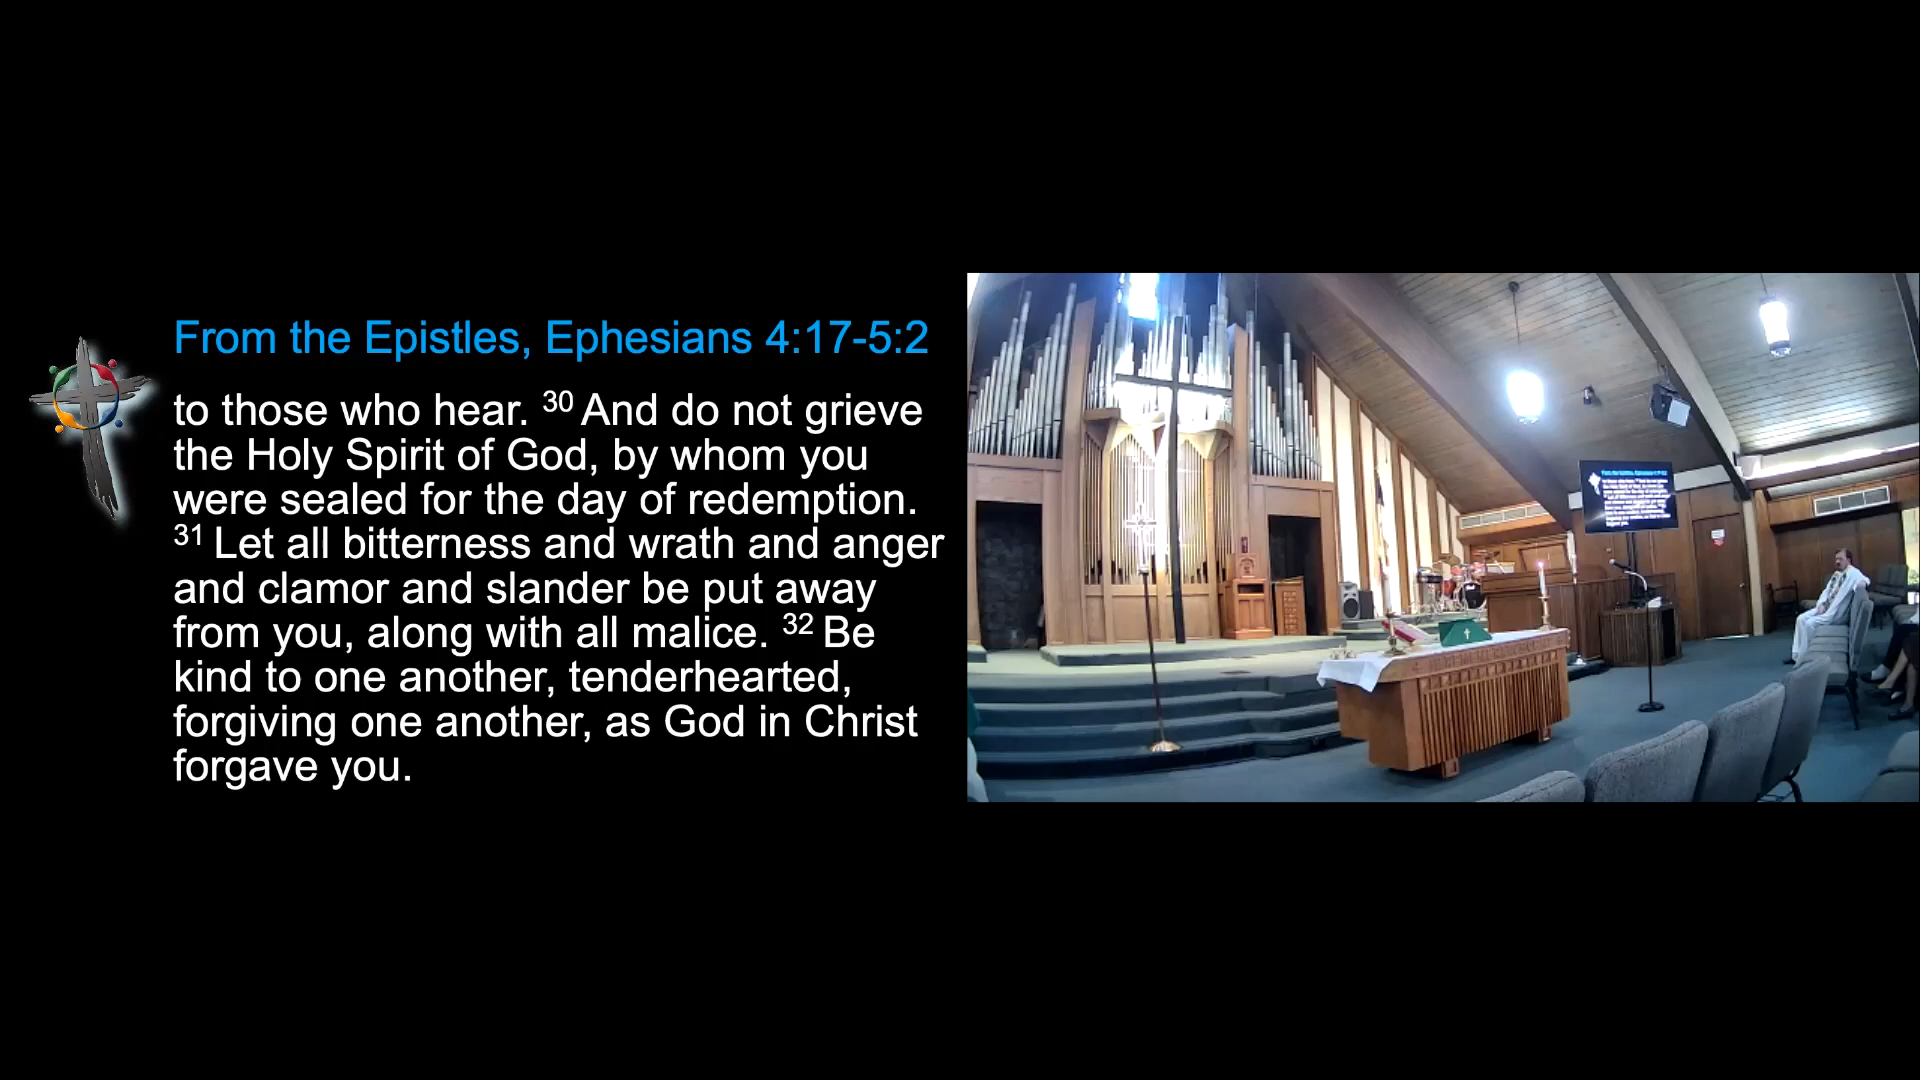 From the Epistles, Ephesians 4:17-5:2
to those who hear. 30 And do not grieve
the Holy Spirit of God, by whom you
were sealed for the day of redemption.
31 Let all bitterness and wrath and anger
and clamor and slander be put away
from you, along with all malice. 32 Be
kind to one another, tenderhearted,
forgiving one another, as God in Christ
forgave you.